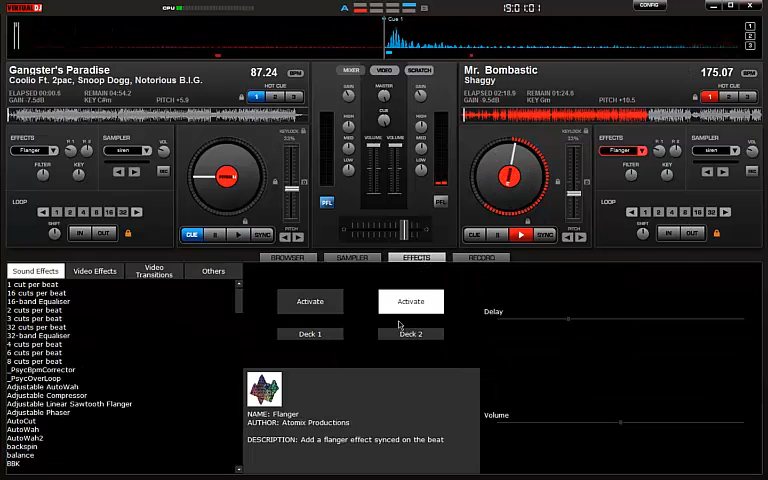 VIRTUAL DJ
CPU
A
B
19:01:01
CONFIG
Cue 1
1
2
3
Gangster's Paradise
Coolio Ft. 2pac, Snoop Dogg, Notorious B.I.G.
87.24
BPM
ELAPSED 00:00.6 REMAIN 04:54.2
GAIN -7.5dB KEY C#m PITCH +5.9
HOT CUE
1 2 3
MIXER VIDEO SCRATCH
Mr. Bombastic
Shaggy
175.07
BPM
ELAPSED 02:18.9 REMAIN 01:24.6
GAIN -9.5dB KEY Gm PITCH +10.5
HOT CUE
1 2 3
EFFECTS
Flanger
SAMPLER
siren
VOL
FILTER
KEY
REC
LOOP
1 2 4 8 16 32
SHIFT
IN OUT
KEYLOCK
33%
PITCH
CUE
SYNC
GAIN
HIGH
MED
LOW
MASTER
CUE
VOLUME VOLUME
GAIN
HIGH
MED
LOW
PFL
PFL
KEYLOCK
33%
PITCH
CUE
SYNC
EFFECTS
Flanger
SAMPLER
siren
VOL
FILTER
KEY
REC
LOOP
1 2 4 8 16 32
SHIFT
IN OUT
BROWSER SAMPLER EFFECTS RECORD
Sound Effects Video Effects Video Transitions Others
1 cut per beat
16 cuts per beat
16-band Equaliser
2 cuts per beat
3 cuts per beat
32 cuts per beat
32-band Equaliser
4 cuts per beat
6 cuts per beat
8 cuts per beat
_PsycBpmCorrector
_PsycOverLoop
Adjustable AutoWah
Adjustable Compressor
Adjustable Linear Sawtooth Flanger
Adjustable Phaser
AutoCut
AutoWah
AutoWah2
backspin
balance
BBK
Activate
Activate
Deck 1
Deck 2
NAME: Flanger
AUTHOR: Atomix Productions
DESCRIPTION: Add a flanger effect synced on the beat
Delay
Volume